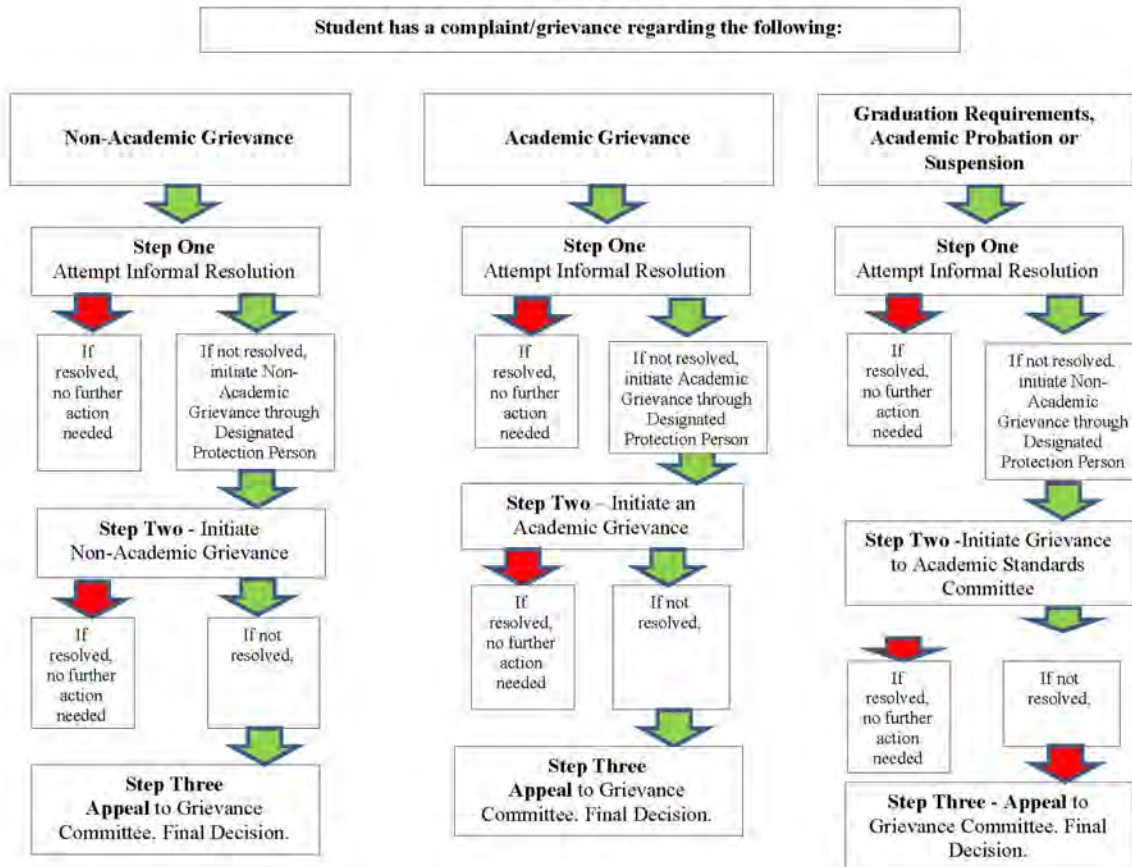 Student has a complaint/grievance regarding the following:
Non-Academic Grievance
Step One
Attempt Informal Resolution
If
resolved,
no further
action
needed
If not resolved,
initiate Non-
Academic
Grievance through
Designated
Protection Person
Step Two - Initiate
Non-Academic Grievance
If
resolved,
no further
action
needed
If not
resolved,
Step Three
Appeal to Grievance
Committee. Final Decision.
Academic Grievance
Step One
Attempt Informal Resolution
If
resolved,
no further
action
needed
If not resolved,
initiate Academic
Grievance through
Designated
Protection Person
Step Two – Initiate an
Academic Grievance
If
resolved,
no further
action
needed
If not
resolved,
Step Three
Appeal to Grievance
Committee. Final Decision.
Graduation Requirements,
Academic Probation or
Suspension
Step One
Attempt Informal Resolution
If
resolved,
no further
action
needed
If not resolved,
initiate Non-
Academic
Grievance through
Designated
Protection Person
Step Two -Initiate Grievance
to Academic Standards
Committee
If
resolved,
no further
action
needed
If not
resolved,
Step Three - Appeal to
Grievance Committee. Final
Decision.